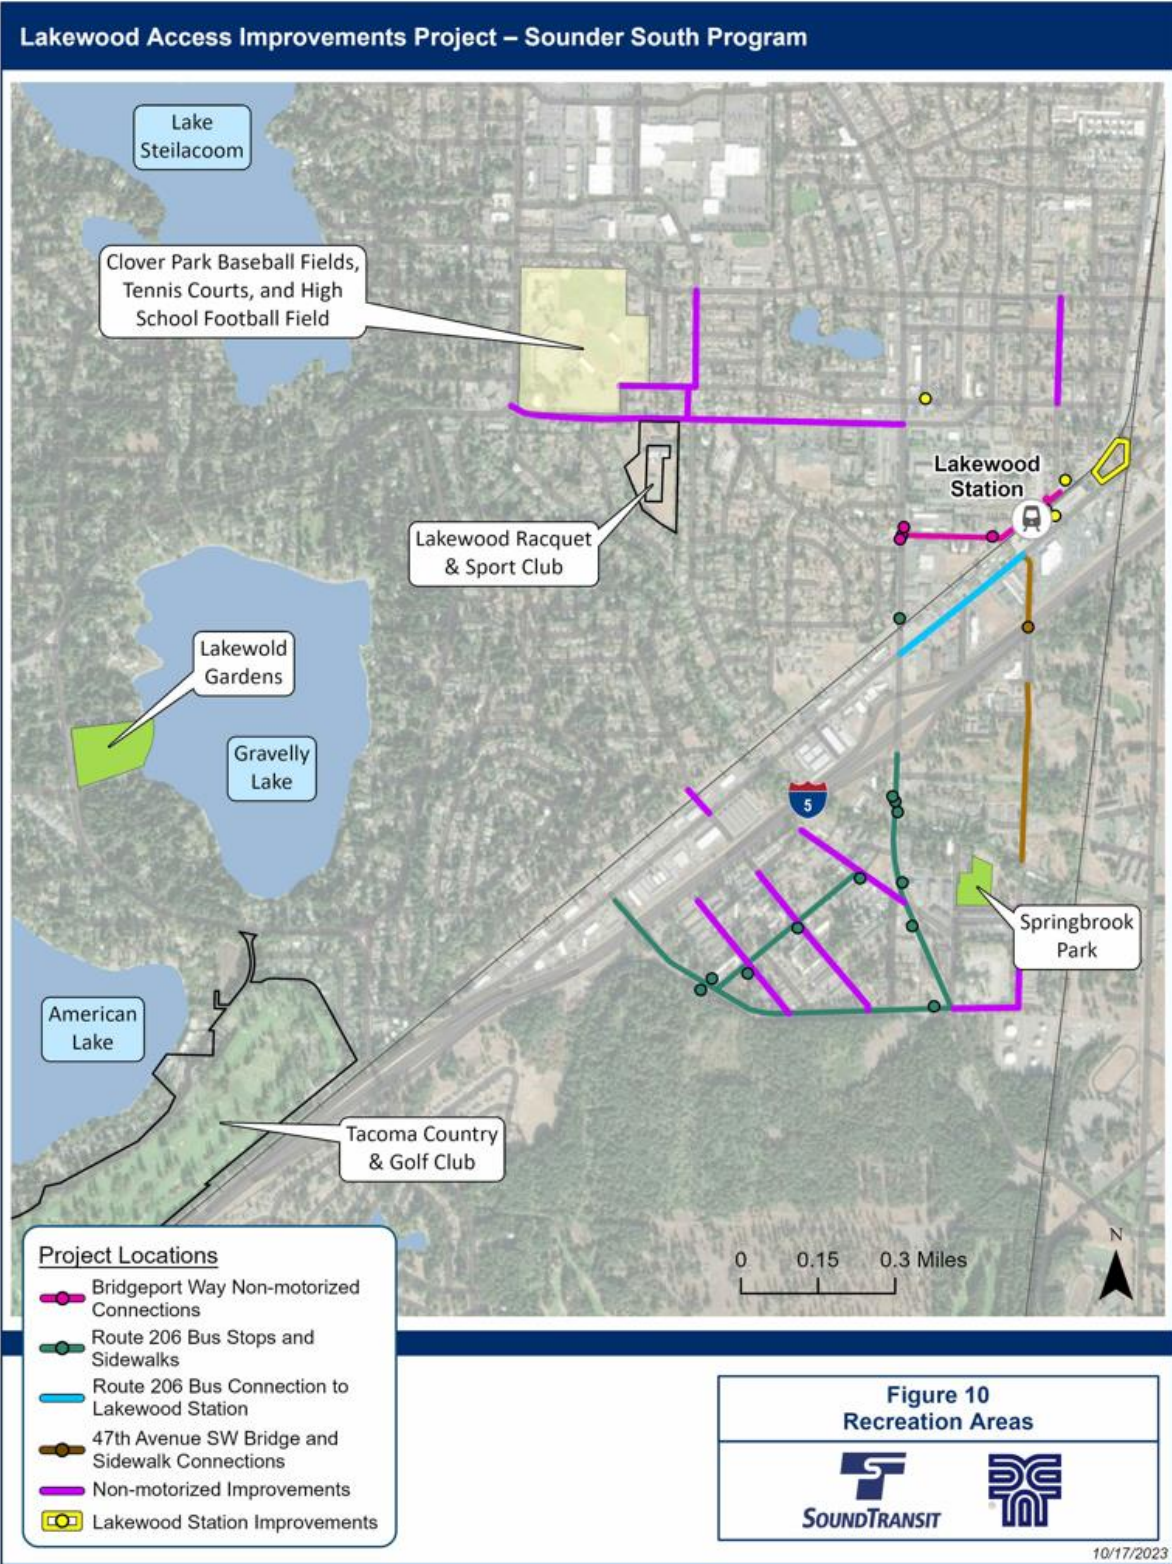 Lakewood Access Improvements Project – Sounder South Program
Lake
Steilacoom
Clover Park Baseball Fields,
Tennis Courts, and High
School Football Field
Lakewood
Station
Lakewood Racquet
& Sport Club
Lakewold
Gardens
Gravelly
Lake
5
Springbrook
Park
American
Lake
Tacoma Country
& Golf Club
N
0 0.15 0.3 Miles
Project Locations
Bridgeport Way Non-motorized
Connections
Route 206 Bus Stops and
Sidewalks
Route 206 Bus Connection to
Lakewood Station
47th Avenue SW Bridge and
Sidewalk Connections
Non-motorized Improvements
Lakewood Station Improvements
Figure 10
Recreation Areas
SOUNDTRANSIT
10/17/2023